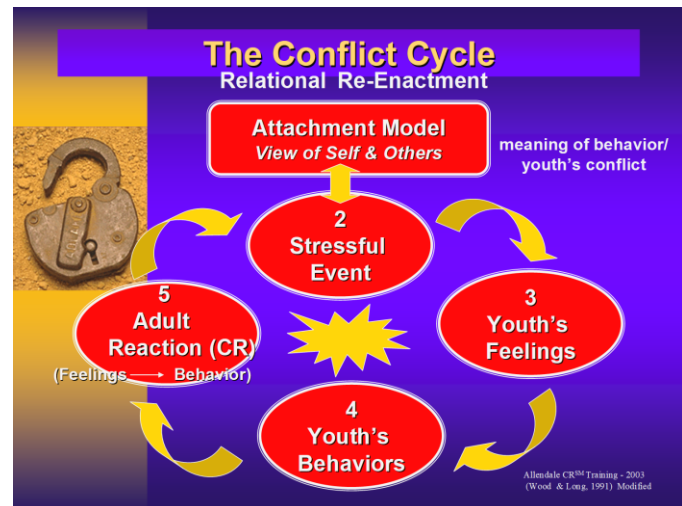 The Conflict Cycle
Relational Re-Enactment
Attachment Model
View of Self & Others
meaning of behavior/
youth's conflict
2
Stressful
Event
3
Youth's
Feelings
4
Youth's
Behaviors
5
Adult
Reaction (CR)
(Feelings → Behavior)
Allendale CR℠ Training - 2003
(Wood & Long, 1991) Modified